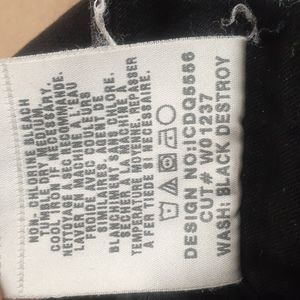 NON-CHLORINE BLEACH
TUMBLE DRY MEDIUM,
COOL IRON IF NECESSARY.
NETTOYAGE A SEC RECOMMANDE.
LAVER EN MACHINE A L'EAU
FROIDE AVEC COULEURS
SIMILAIRES. AGENT DE
BLANCHIMENT SANS CHLORE.
SECHER A LA MACHINE A
TEMPERATURE MOYENNE. REPASSER
A FER TIEDE SI NECESSAIRE.
DESIGN NO:ICDQ5556
CUT# W01237
WASH: BLACK DESTROY